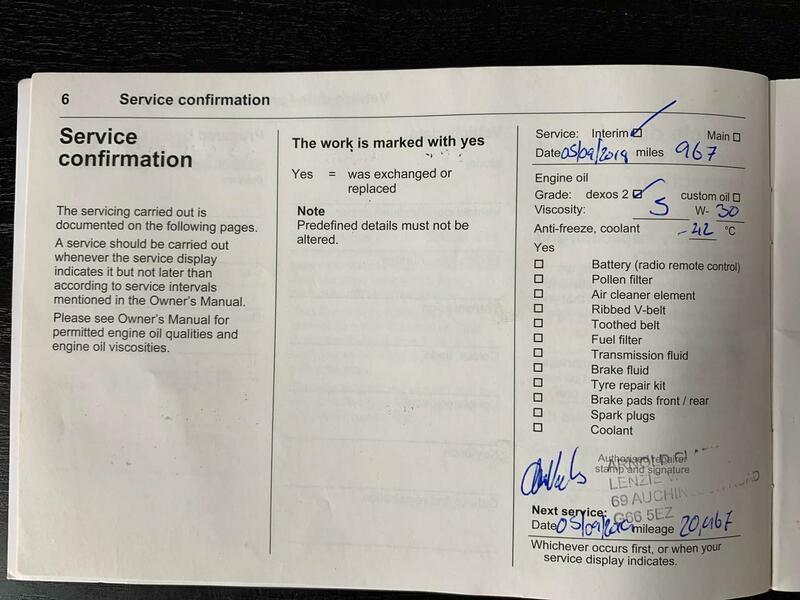 6 Service confirmation
Service
confirmation
The servicing carried out is
documented on the following pages.
A service should be carried out
whenever the service display
indicates it but not later than
according to service intervals
mentioned in the Owner's Manual.
Please see Owner's Manual for
permitted engine oil qualities and
engine oil viscosities.
The work is marked with yes
Yes = was exchanged or
replaced
Note
Predefined details must not be
altered.
Service: Interim Main
Date 05/09/2019 miles 967
Engine oil
Grade: dexos 2 custom oil
Viscosity: 5 W- 30
Anti-freeze, coolant -42 °C
Yes
Battery (radio remote control)
Pollen filter
Air cleaner element
Ribbed V-belt
Toothed belt
Fuel filter
Transmission fluid
Brake fluid
Tyre repair kit
Brake pads front / rear
Spark plugs
Coolant
Authorised repairer
stamp and signature
ARNOLD
LENZIE
69
G66 5EZ
Next service:
Date 05/09/ mileage 20,967
Whichever occurs first, or when your
service display indicates.